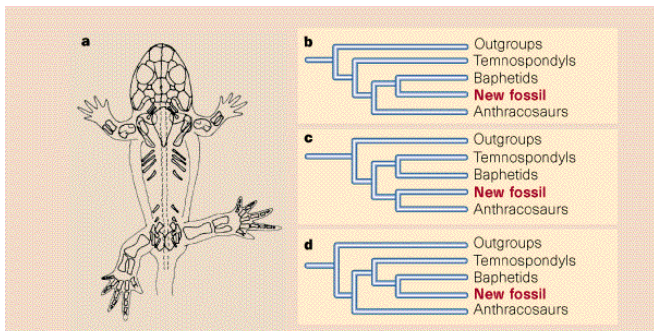 a
b
Outgroups
Temnospondyls
Baphetids
New fossil
Anthracosaurs
c
Outgroups
Temnospondyls
Baphetids
New fossil
Anthracosaurs
d
Outgroups
Temnospondyls
Baphetids
New fossil
Anthracosaurs